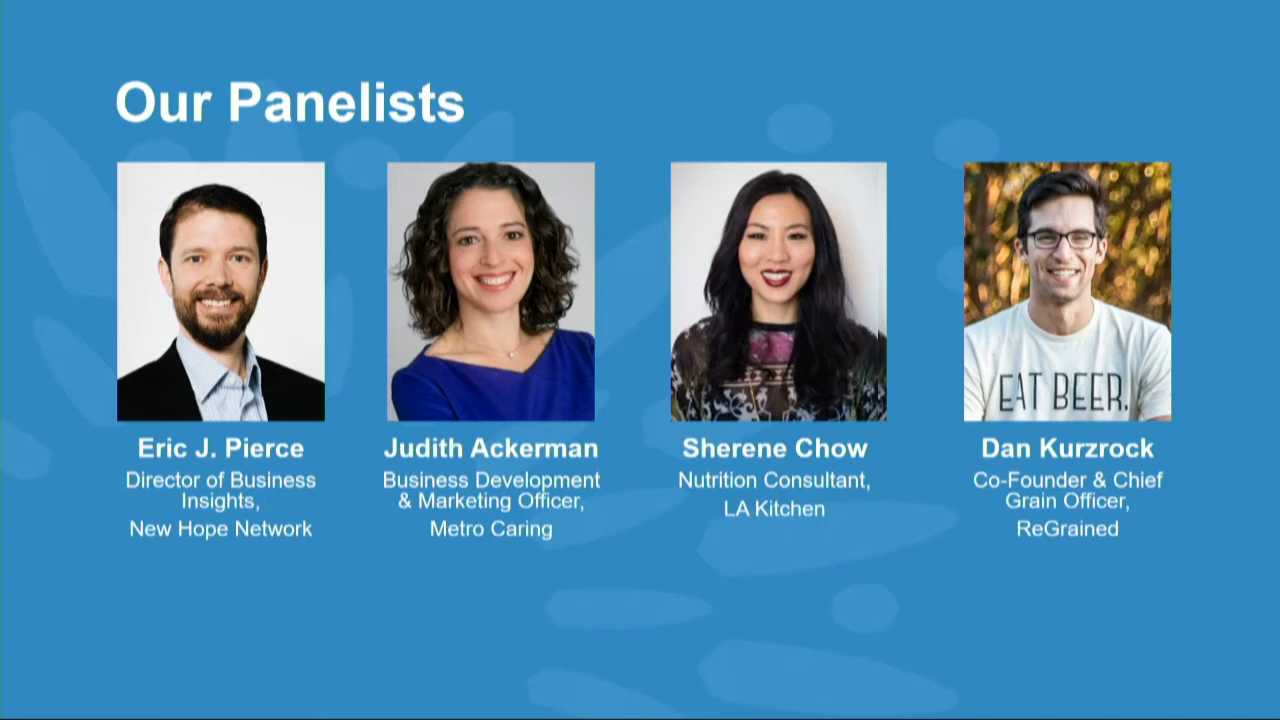 Our Panelists
EAT BEER.
Eric J. Pierce
Director of Business
Insights,
New Hope Network
Judith Ackerman
Business Development
& Marketing Officer,
Metro Caring
Sherene Chow
Nutrition Consultant,
LA Kitchen
Dan Kurzrock
Co-Founder & Chief
Grain Officer,
ReGrained